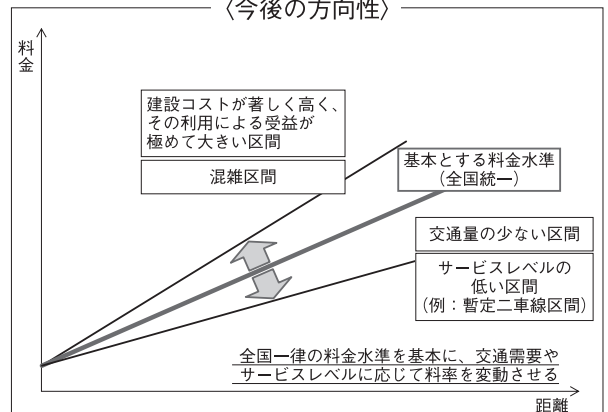 〈今後の方向性〉
料金
建設コストが著しく高く、
その利用による受益が
極めて大きい区間
混雑区間
基本とする料金水準
(全国統一)
交通量の少ない区間
サービスレベルの
低い区間
(例：暫定二車線区間)
全国一律の料金水準を基本に、交通需要や
サービスレベルに応じて料率を変動させる
距離